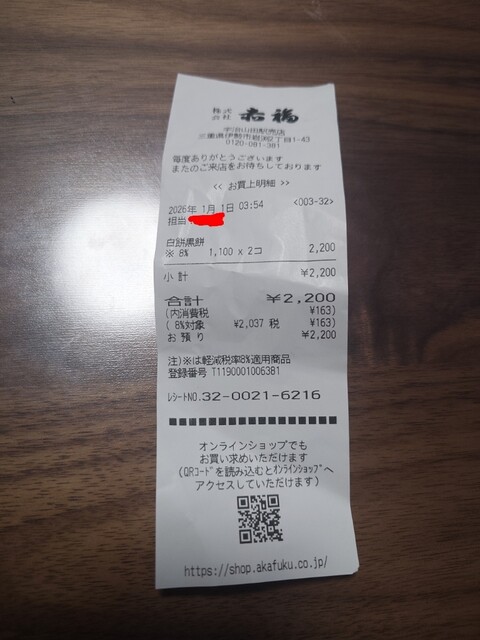 株式会社 赤福
宇治山田駅売店
三重県伊勢市岩渕2丁目1-43
0120-081-381
毎度ありがとうございます
またのご来店をお待ちしております
<< お買上明細 >>
2026年 1月 1日 03:54 <003-32>
担当
白餅黒餅
※ 8% 1,100 x 2コ 2,200
小 計 ¥2,200
合計 ¥2,200
(内消費税 ¥163)
( 8%対象 ¥2,037 税 ¥163)
お 預 り ¥2,200
注)※は軽減税率8%適用商品
登録番号 T1190001006381
レシートNO.32-0021-6216
オンラインショップでも
お買い求めいただけます
(QRコードを読み込むとオンラインショップへ
アクセスしていただけます)
https://shop.akafuku.co.jp/